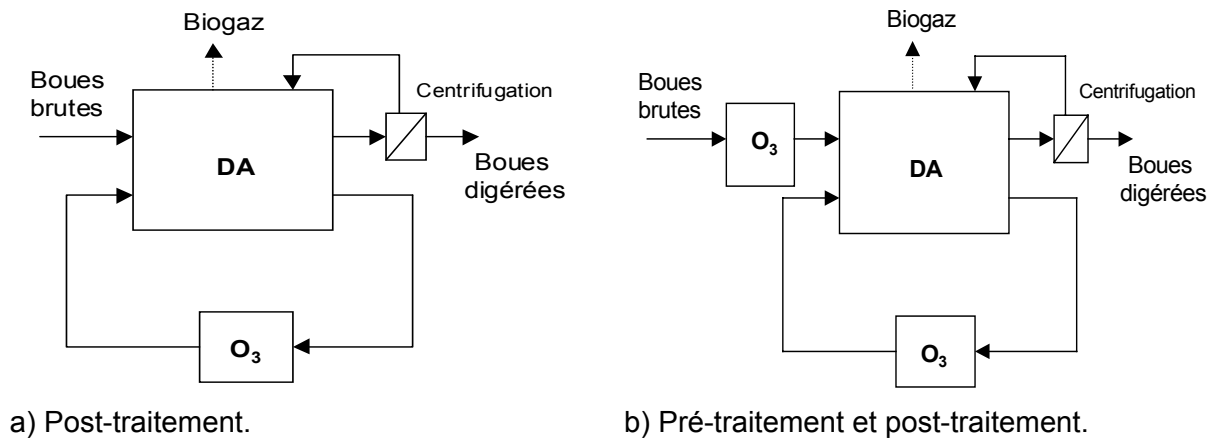 Biogaz
Boues
brutes
Centrifugation
DA
Boues
digérées
O₃
a) Post-traitement.
Biogaz
Boues
brutes
Centrifugation
O₃
DA
Boues
digérées
O₃
b) Pré-traitement et post-traitement.